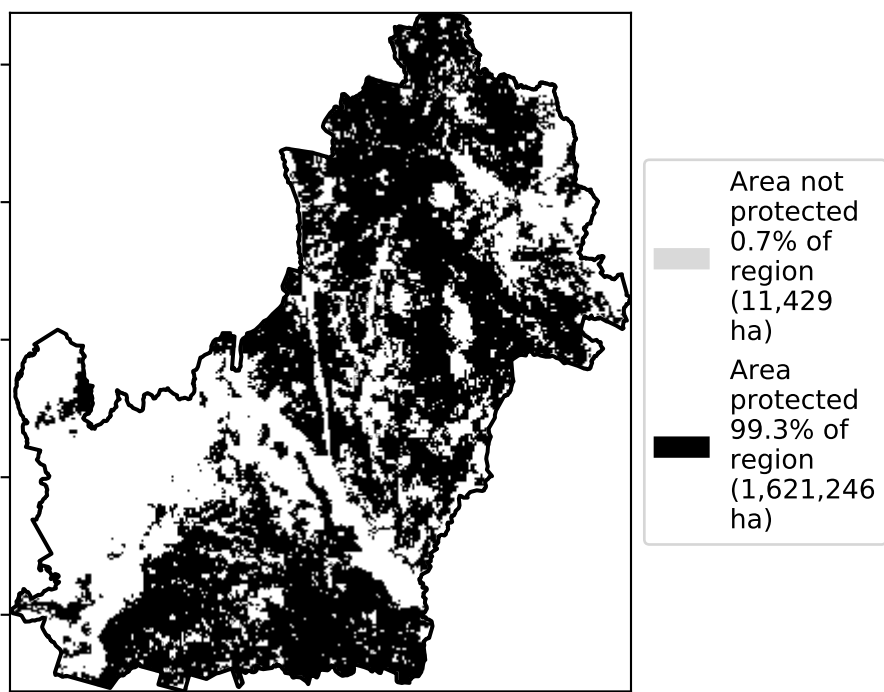 Area not
protected
0.7% of
region
(11,429
ha)
Area
protected
99.3% of
region
(1,621,246
ha)